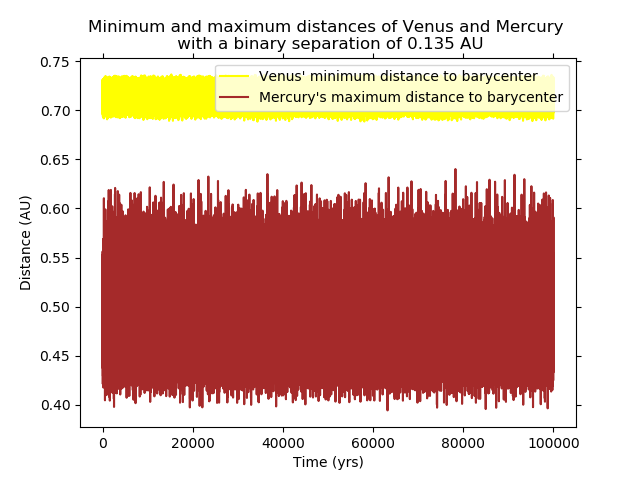 Minimum and maximum distances of Venus and Mercury
with a binary separation of 0.135 AU
Venus' minimum distance to barycenter
Mercury's maximum distance to barycenter
0.75
0.70
0.65
0.60
0.55
0.50
0.45
0.40
Distance (AU)
0 20000 40000 60000 80000 100000
Time (yrs)